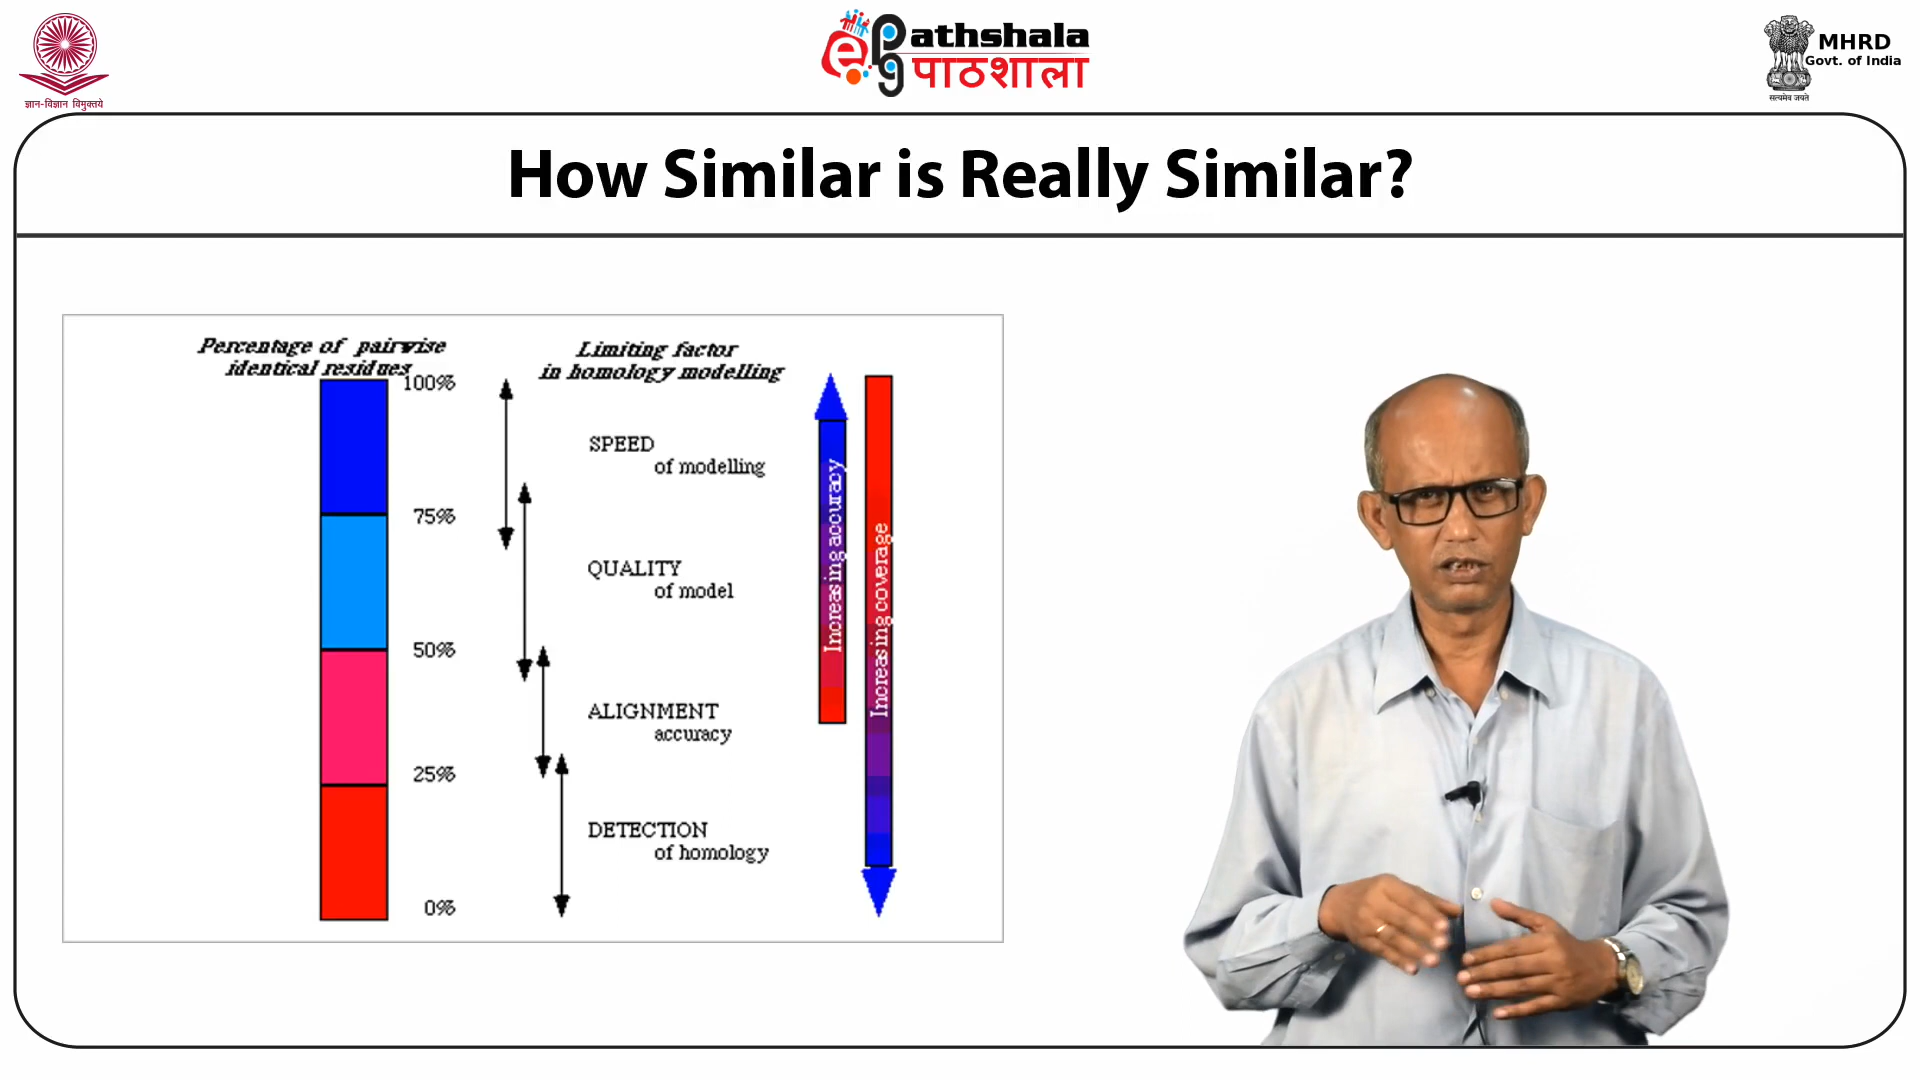 ज्ञान-विज्ञान विमुक्तये
ePathshala
पाठशाला
MHRD
Govt. of India
सत्यमेव जयते
How Similar is Really Similar?
Percentage of pairwise
identical residues
Limiting factor
in homology modelling
100%
SPEED
of modelling
75%
QUALITY
of model
50%
ALIGNMENT
accuracy
25%
DETECTION
of homology
0%
Increasing accuracy
Increasing coverage